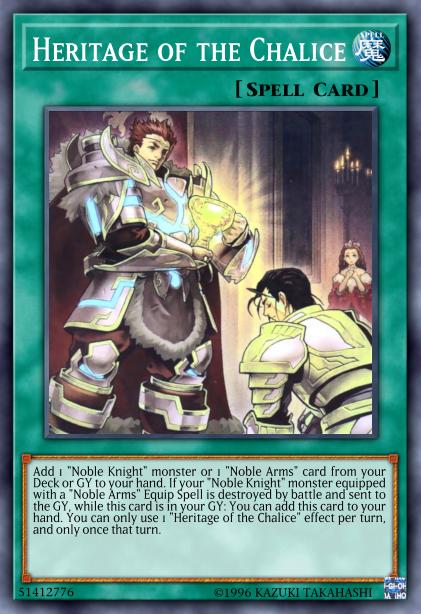 HERITAGE OF THE CHALICE
SPELL
魔
[SPELL CARD]
Add 1 "Noble Knight" monster or 1 "Noble Arms" card from your
Deck or GY to your hand. If your "Noble Knight" monster equipped
with a "Noble Arms" Equip Spell is destroyed by battle and sent to
the GY, while this card is in your GY: You can add this card to your
hand. You can only use 1 "Heritage of the Chalice" effect per turn,
and only once that turn.
51412776
©1996 KAZUKI TAKAHASHI